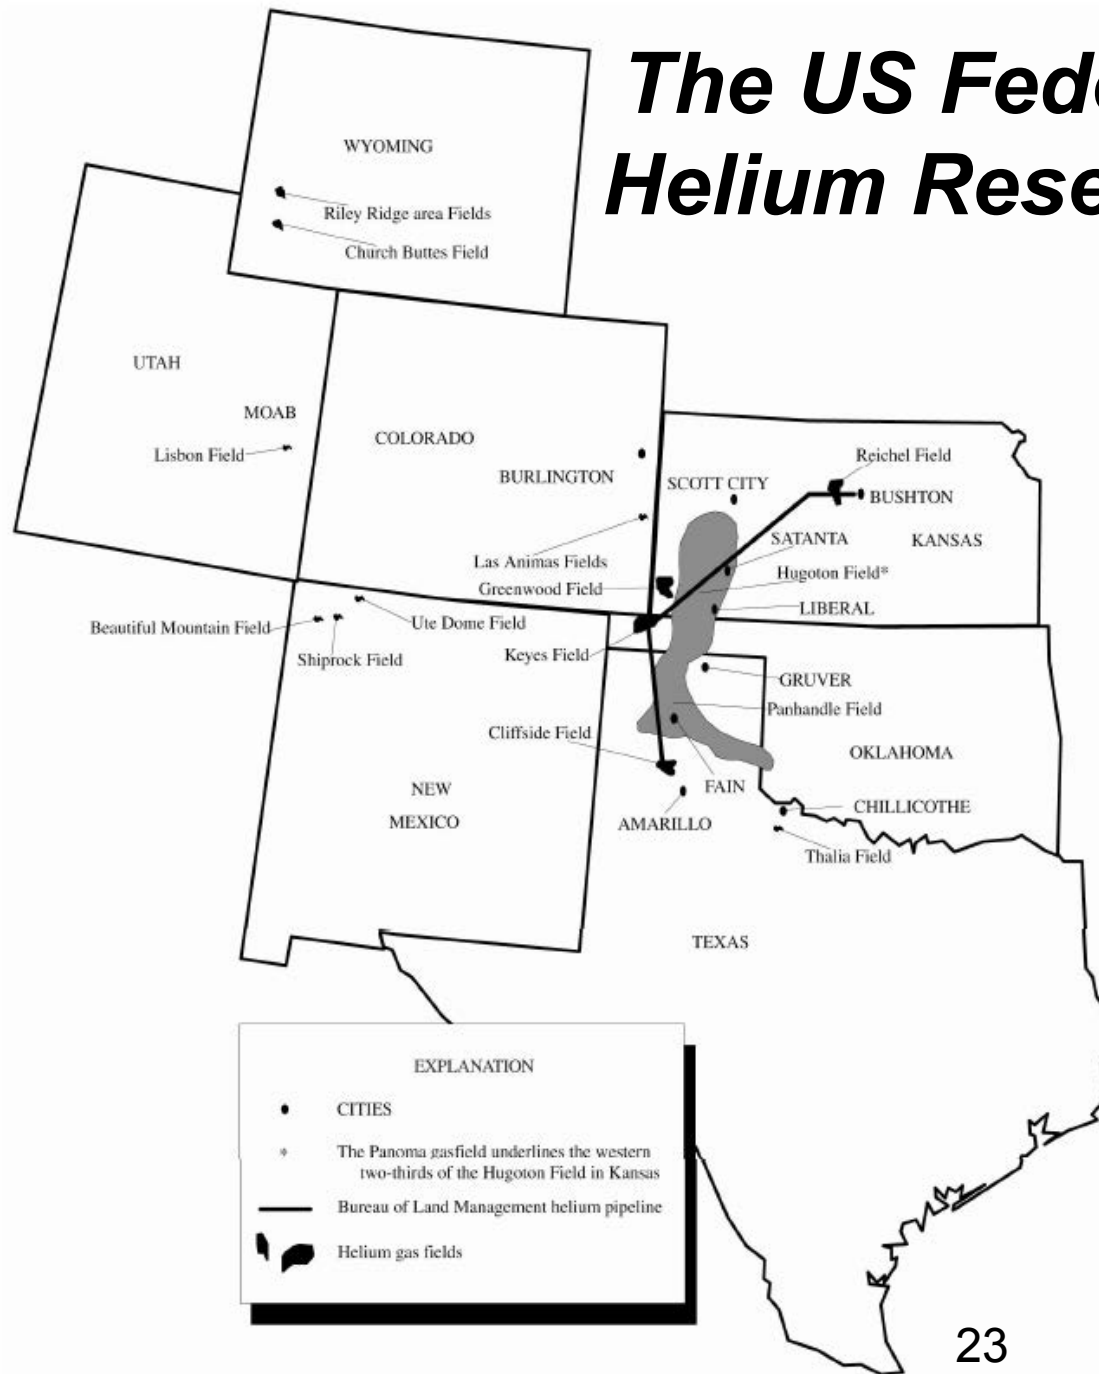 The US Fede
Helium Rese
WYOMING
Riley Ridge area Fields
Church Buttes Field
UTAH
MOAB
Lisbon Field
COLORADO
BURLINGTON
Las Animas Fields
Greenwood Field
SCOTT CITY
Reichel Field
BUSHTON
SATANTA
KANSAS
Hugoton Field*
LIBERAL
Beautiful Mountain Field
Shiprock Field
Ute Dome Field
Keyes Field
GRUVER
Panhandle Field
Cliffside Field
OKLAHOMA
FAIN
NEW
MEXICO
AMARILLO
CHILLICOTHE
Thalia Field
TEXAS
EXPLANATION
CITIES
* The Panoma gasfield underlines the western
two-thirds of the Hugoton Field in Kansas
Bureau of Land Management helium pipeline
Helium gas fields
23